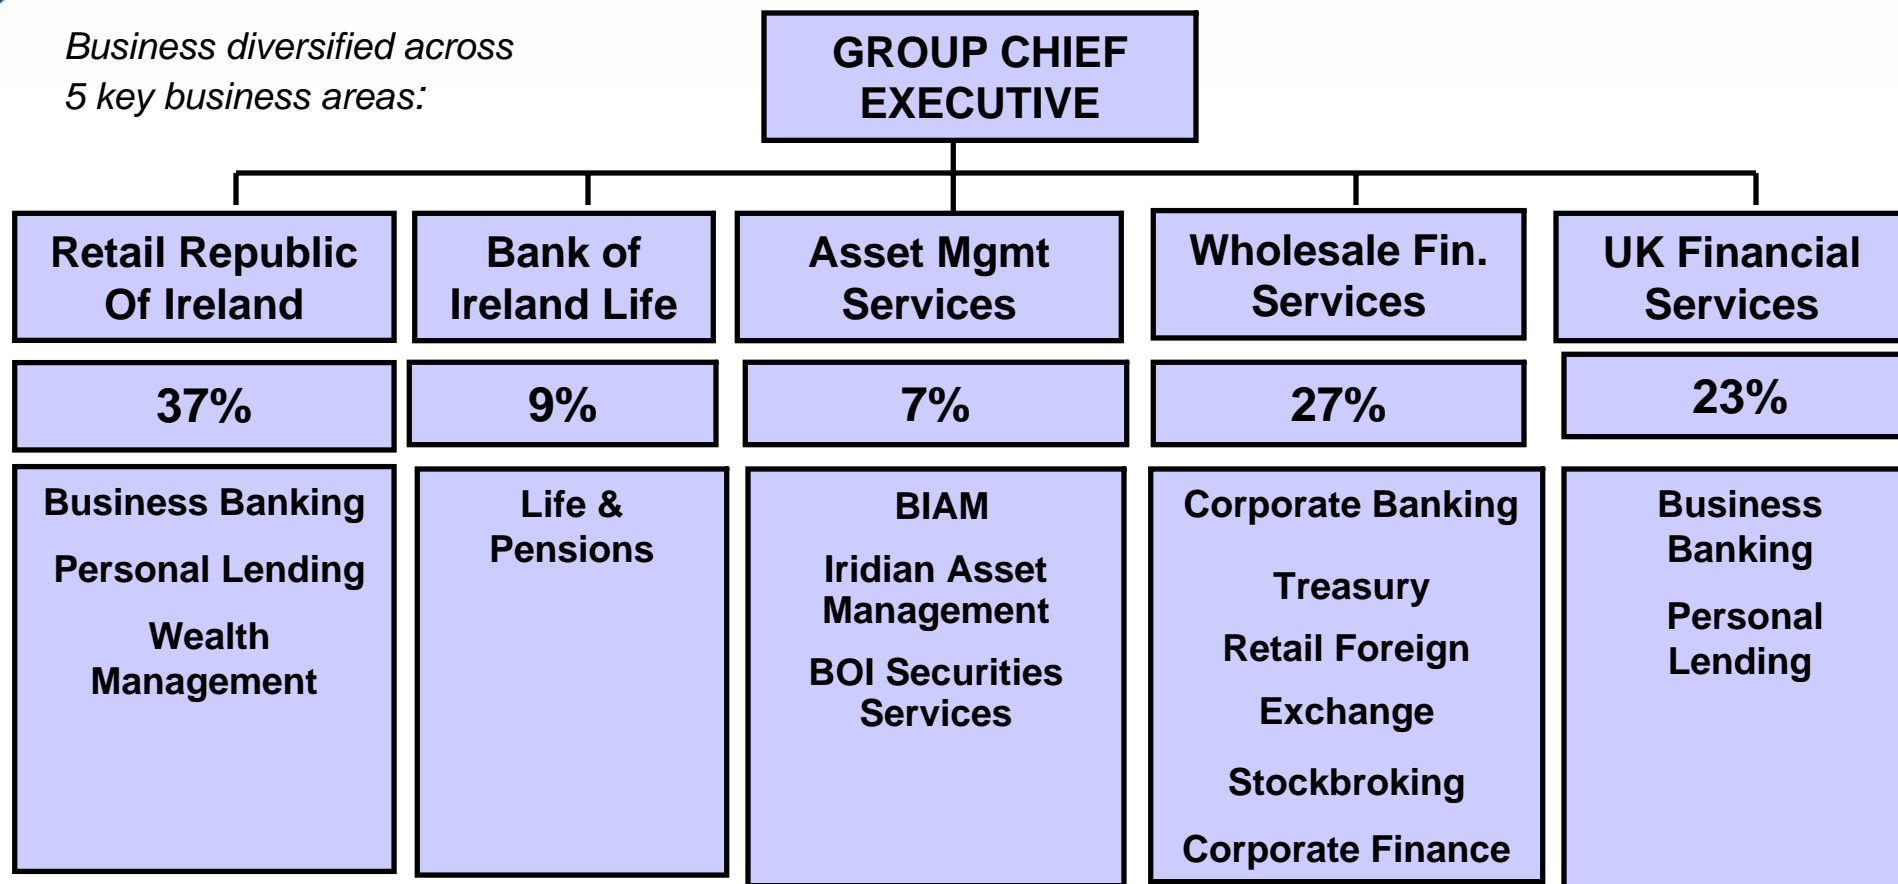 Business diversified across
5 key business areas:
GROUP CHIEF
EXECUTIVE
Retail Republic
Of Ireland
Bank of
Ireland Life
Asset Mgmt
Services
Wholesale Fin.
Services
UK Financial
Services
37%
9%
7%
27%
23%
Business Banking
Personal Lending
Wealth
Management
Life &
Pensions
BIAM
Iridian Asset
Management
BOI Securities
Services
Corporate Banking
Treasury
Retail Foreign
Exchange
Stockbroking
Corporate Finance
Business
Banking
Personal
Lending